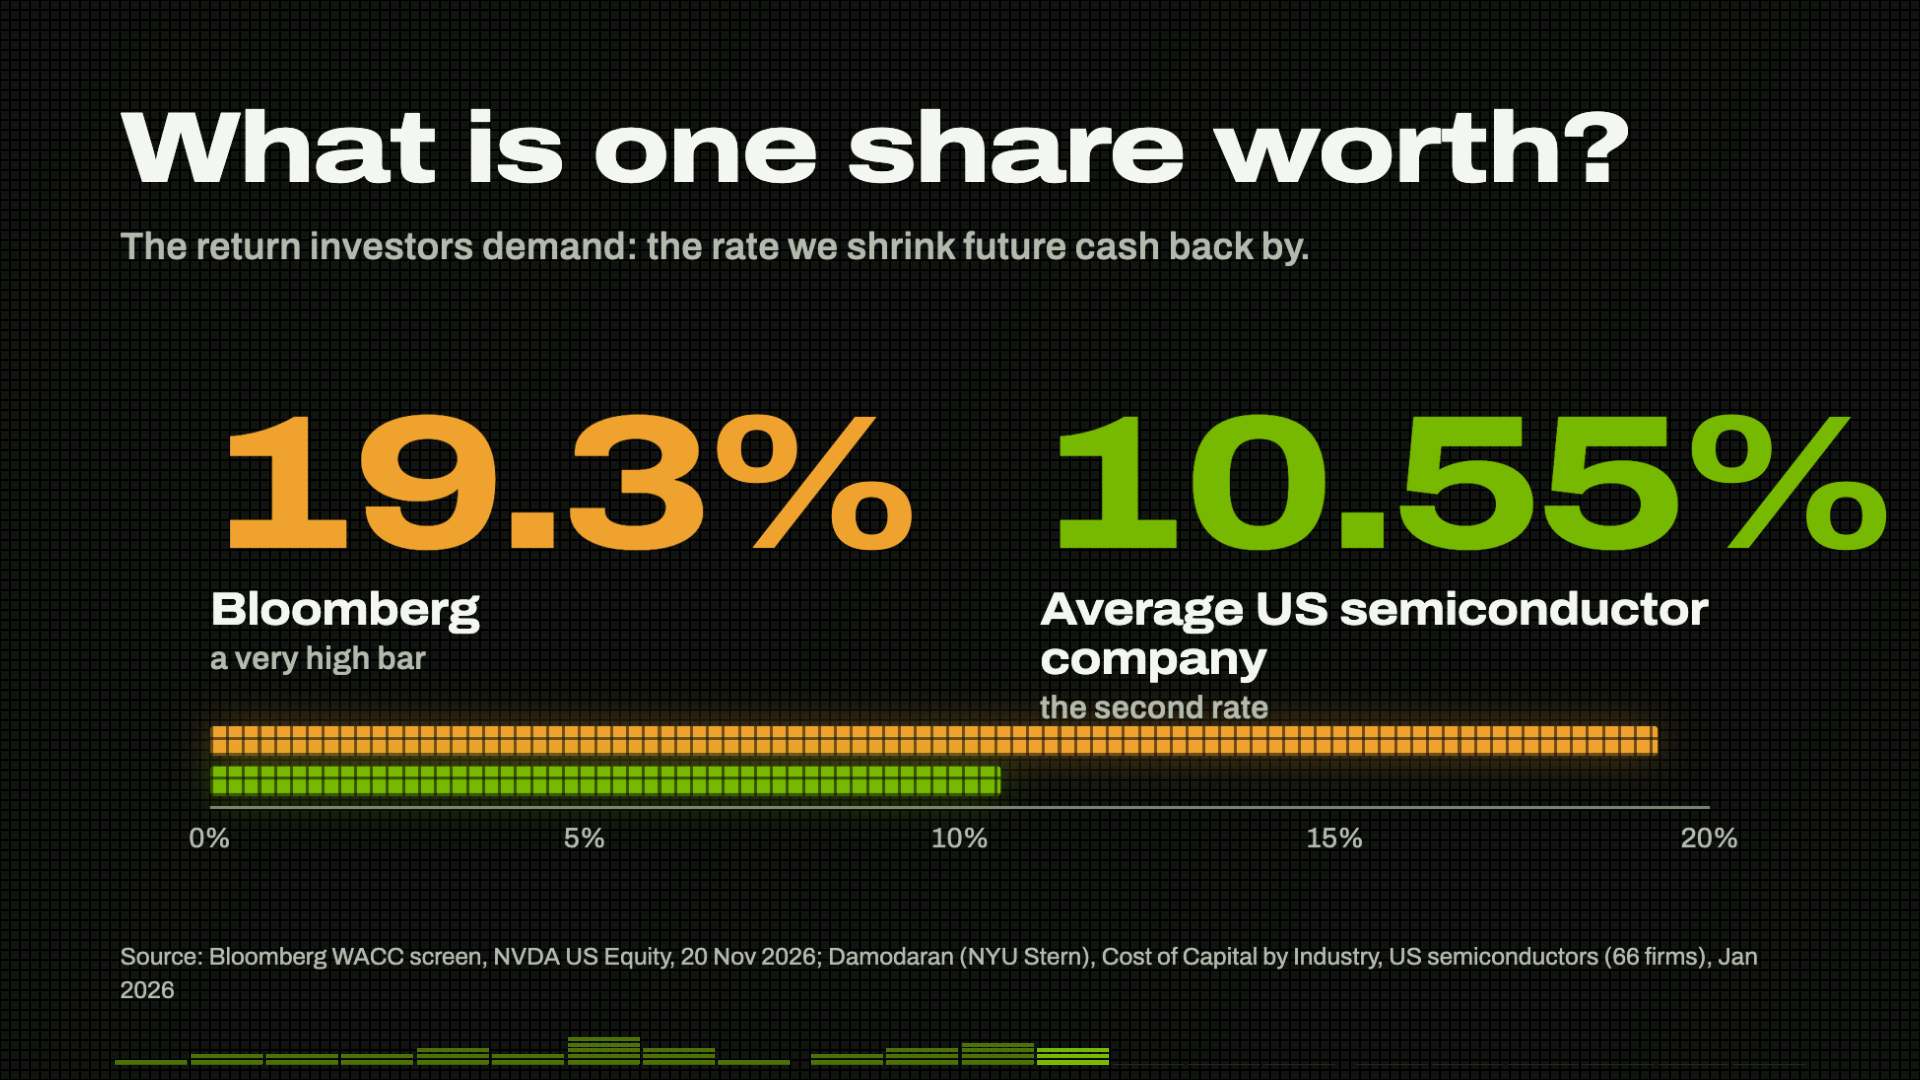 What is one share worth?
The return investors demand: the rate we shrink future cash back by.
19.3%
Bloomberg
a very high bar
10.55%
Average US semiconductor
company
the second rate
0%
5%
10%
15%
20%
Source: Bloomberg WACC screen, NVDA US Equity, 20 Nov 2026; Damodaran (NYU Stern), Cost of Capital by Industry, US semiconductors (66 firms), Jan
2026